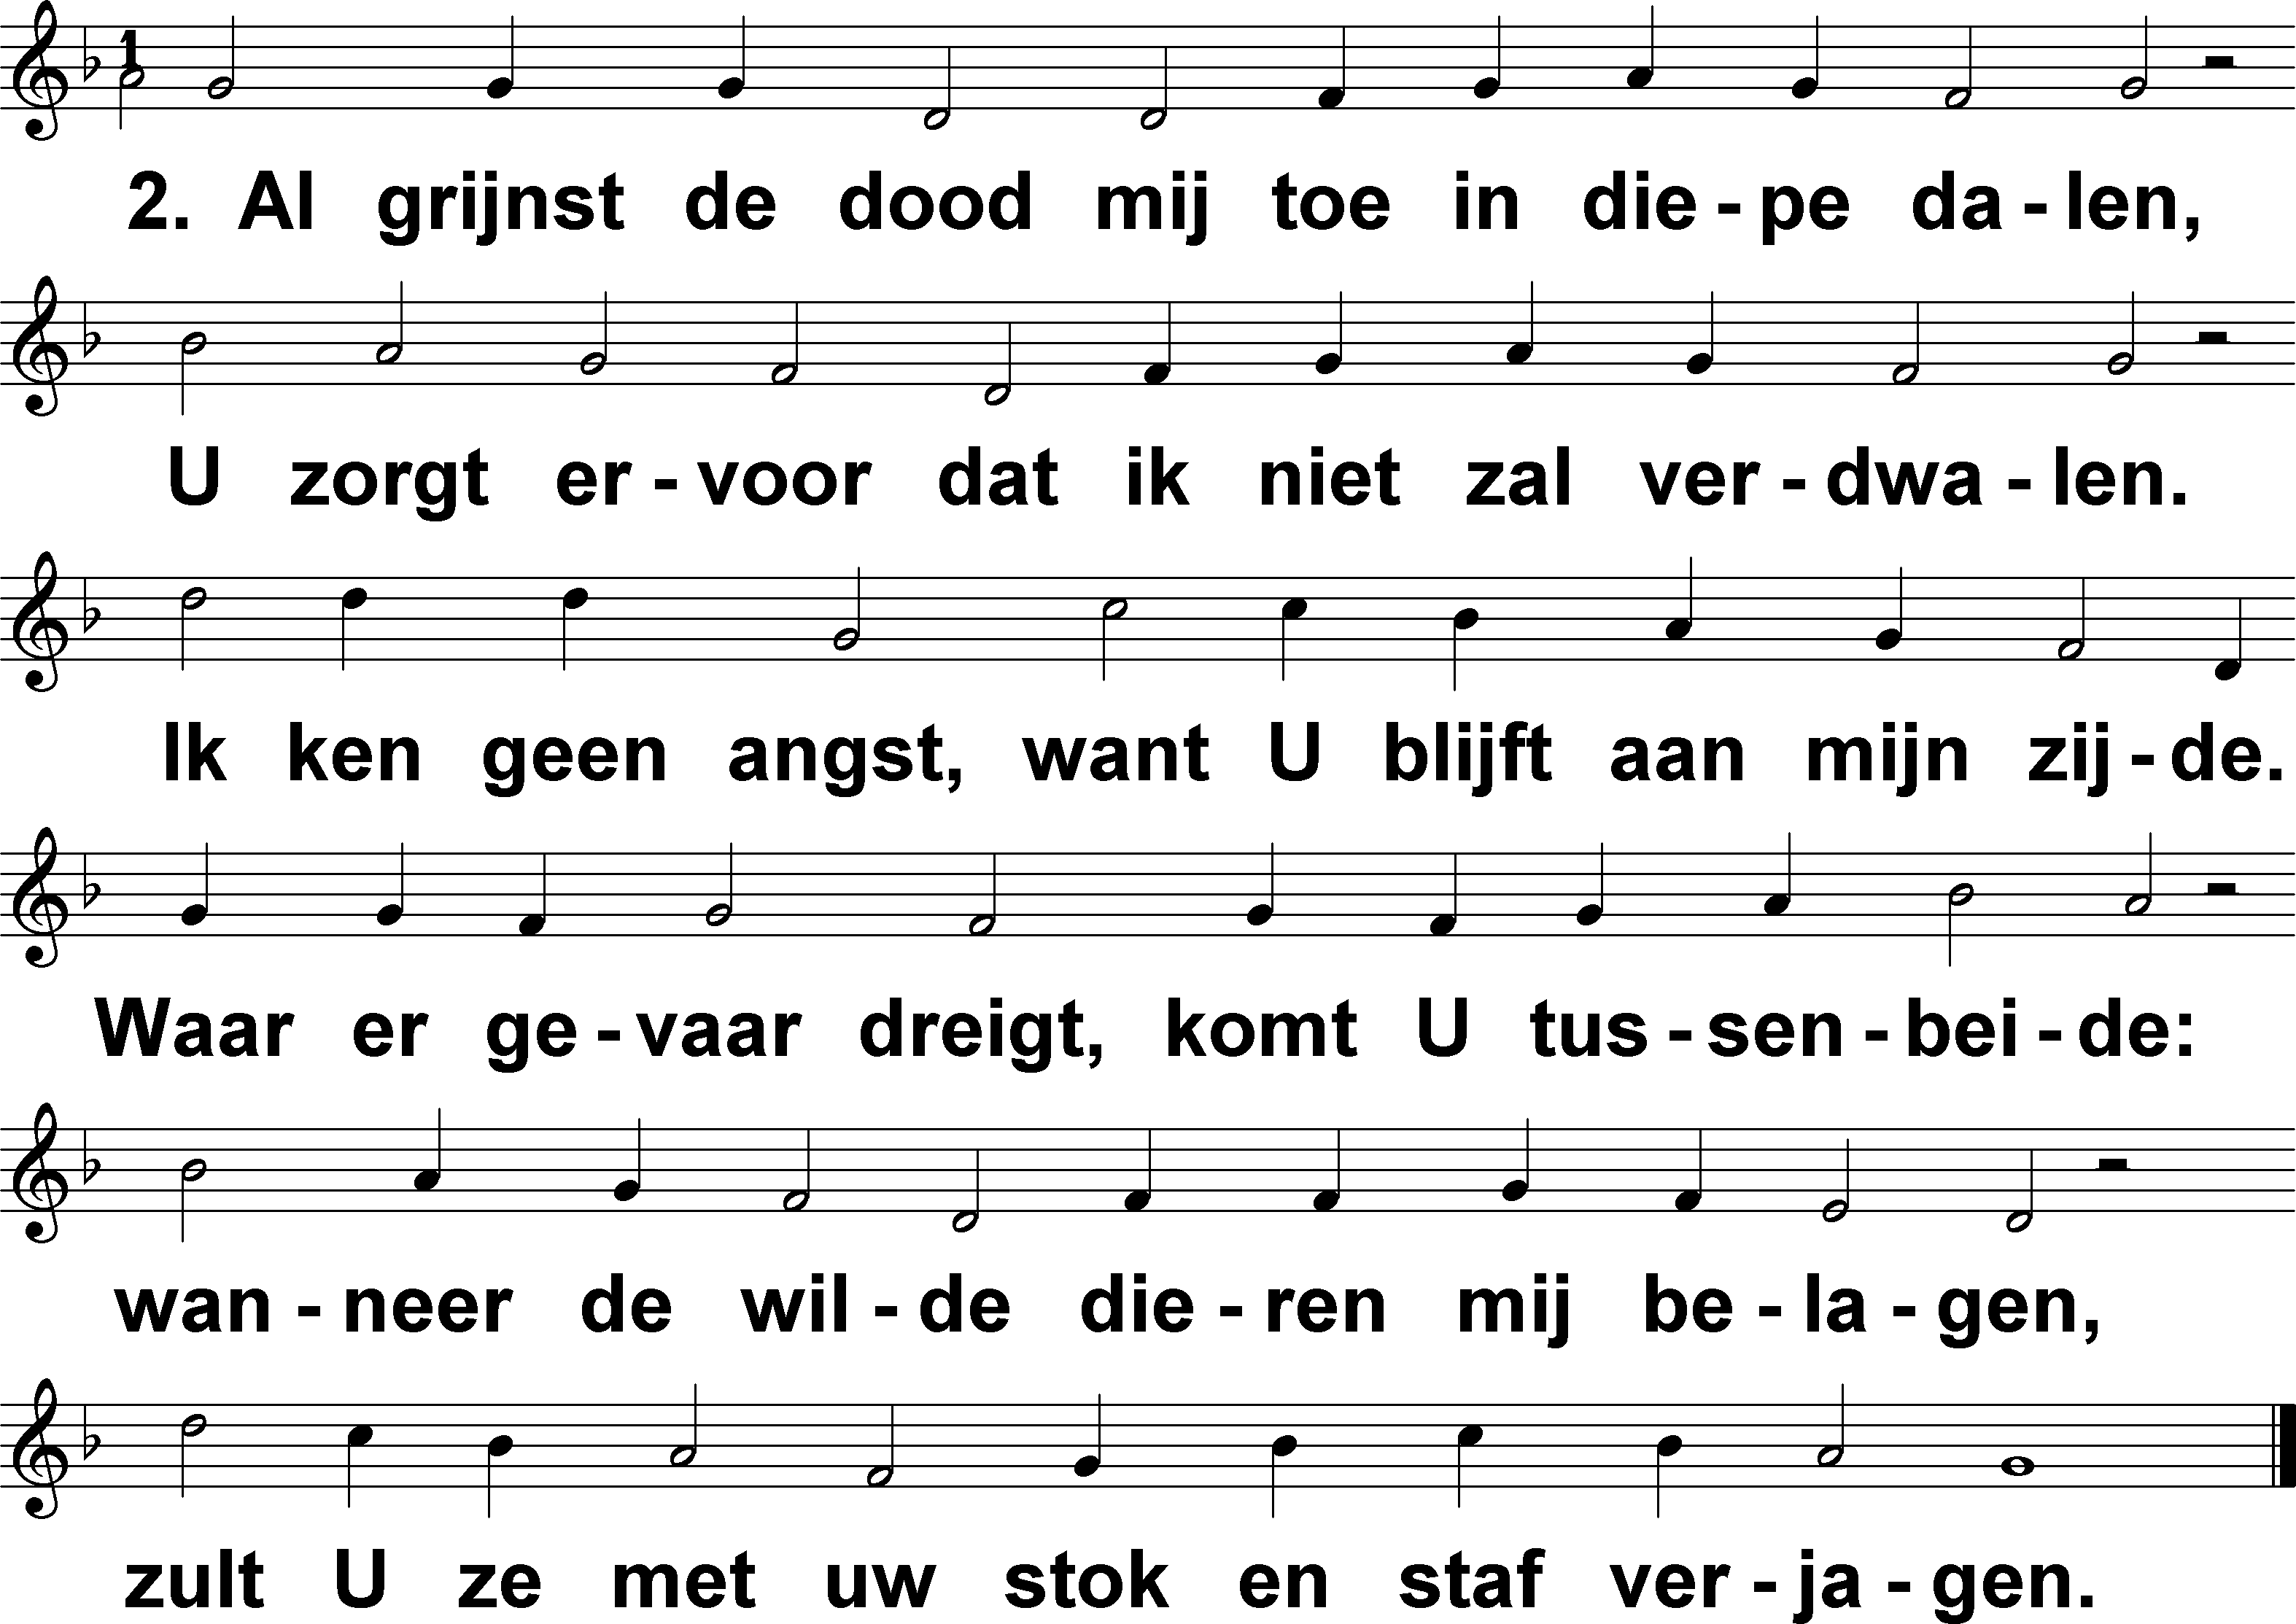 2. Al grijnst de dood mij toe in die - pe da - len,
U zorgt er - voor dat ik niet zal ver - dwa - len.
Ik ken geen angst, want U blijft aan mijn zij - de.
Waar er ge - vaar dreigt, komt U tus - sen - bei - de:
wan - neer de wil - de die - ren mij be - la - gen,
zult U ze met uw stok en staf ver - ja - gen.